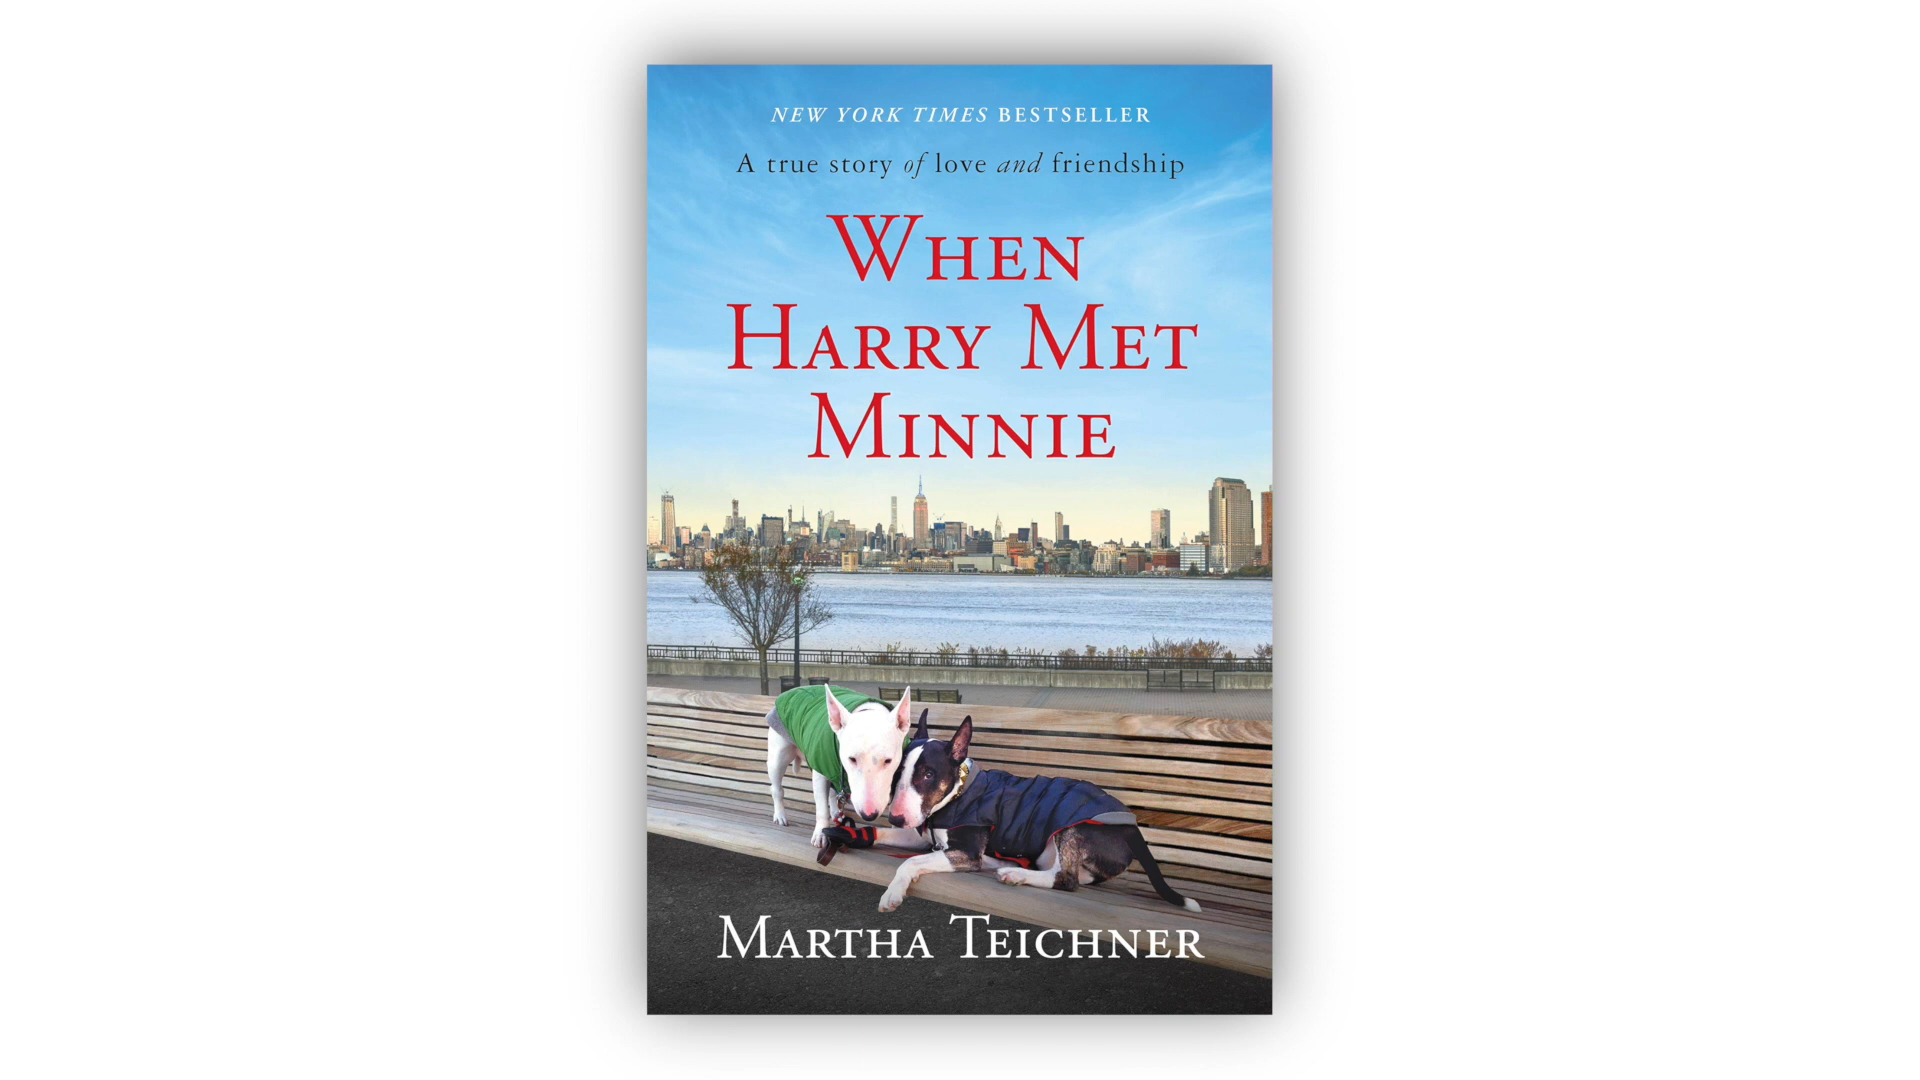 NEW YORK TIMES BESTSELLER
A true story of love and friendship
WHEN
HARRY MET
MINNIE
MARTHA TEICHNER